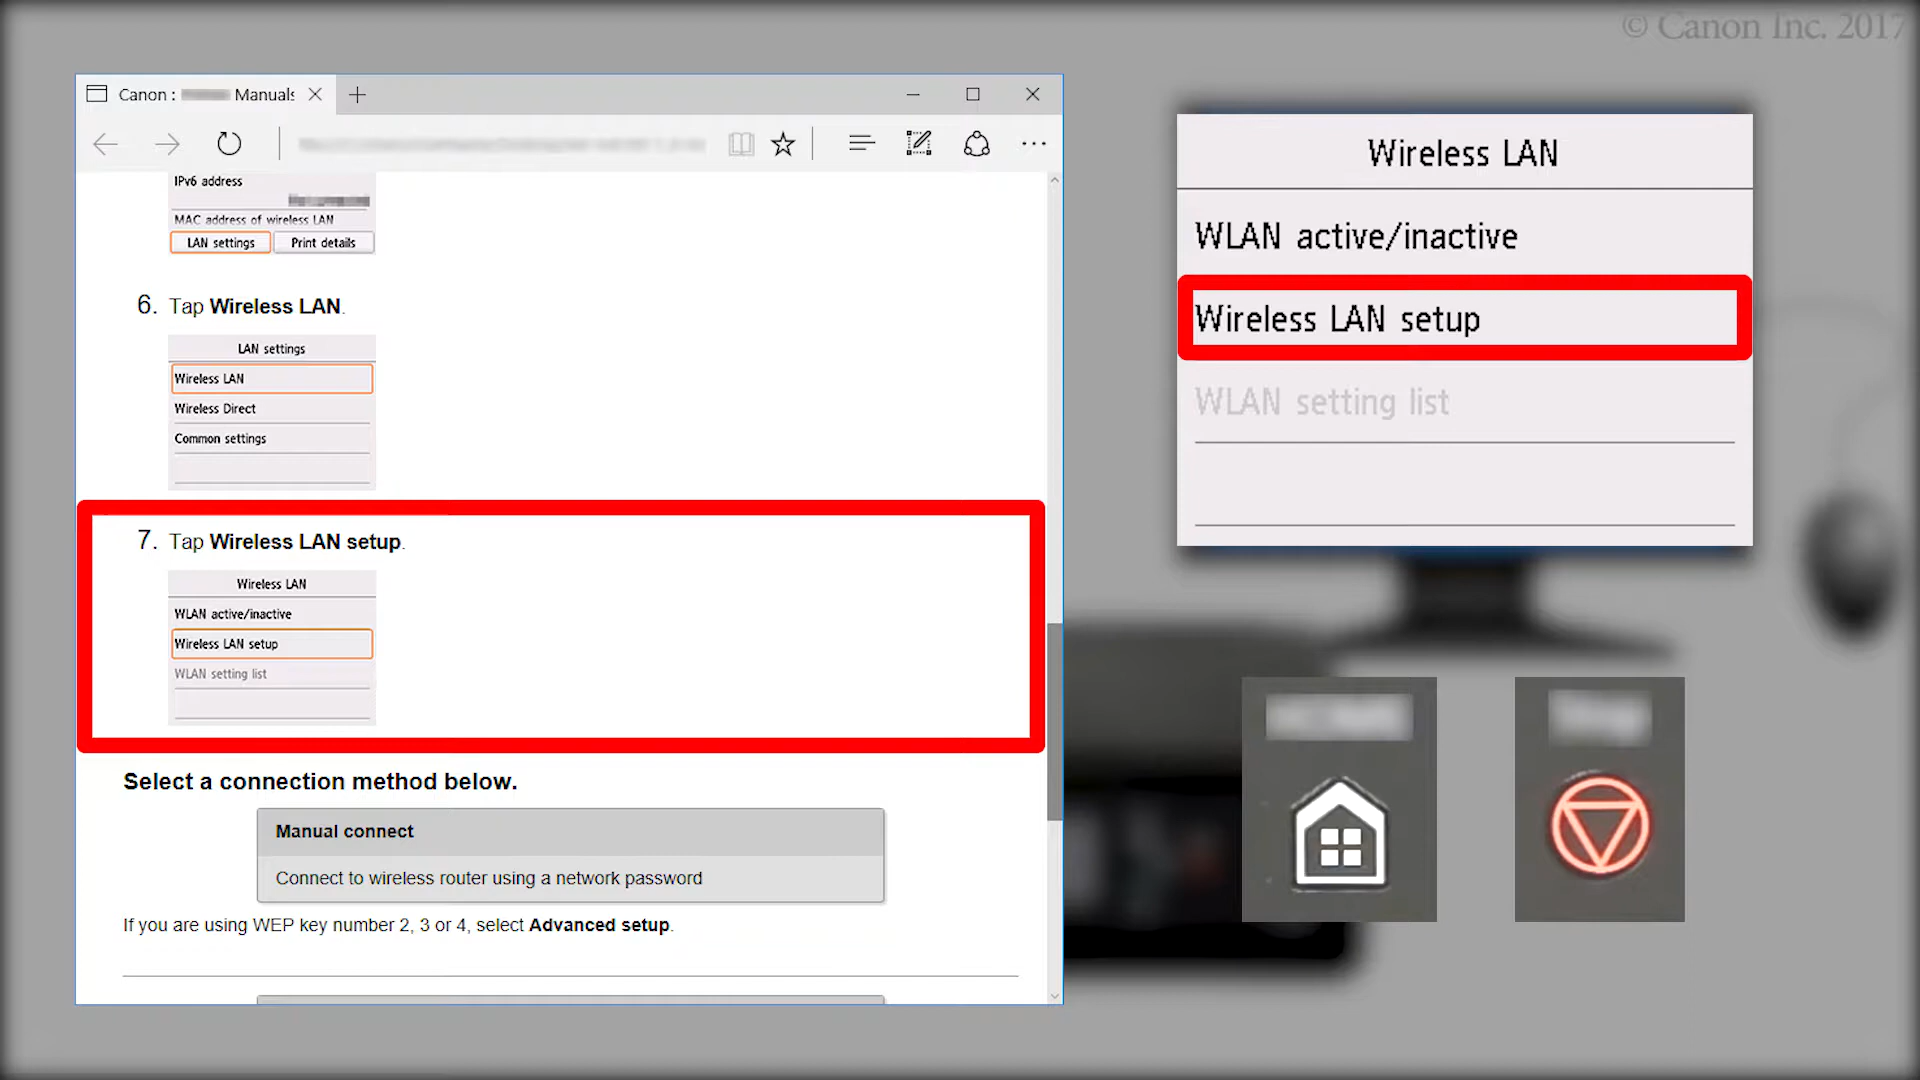 © Canon Inc. 2017
Canon : Manuals
IPv6 address
MAC address of wireless LAN
LAN settings Print details
6. Tap Wireless LAN.
LAN settings
Wireless LAN
Wireless Direct
Common settings
7. Tap Wireless LAN setup.
Wireless LAN
WLAN active/inactive
Wireless LAN setup
WLAN setting list
Select a connection method below.
Manual connect
Connect to wireless router using a network password
If you are using WEP key number 2, 3 or 4, select Advanced setup.
Wireless LAN
WLAN active/inactive
Wireless LAN setup
WLAN setting list